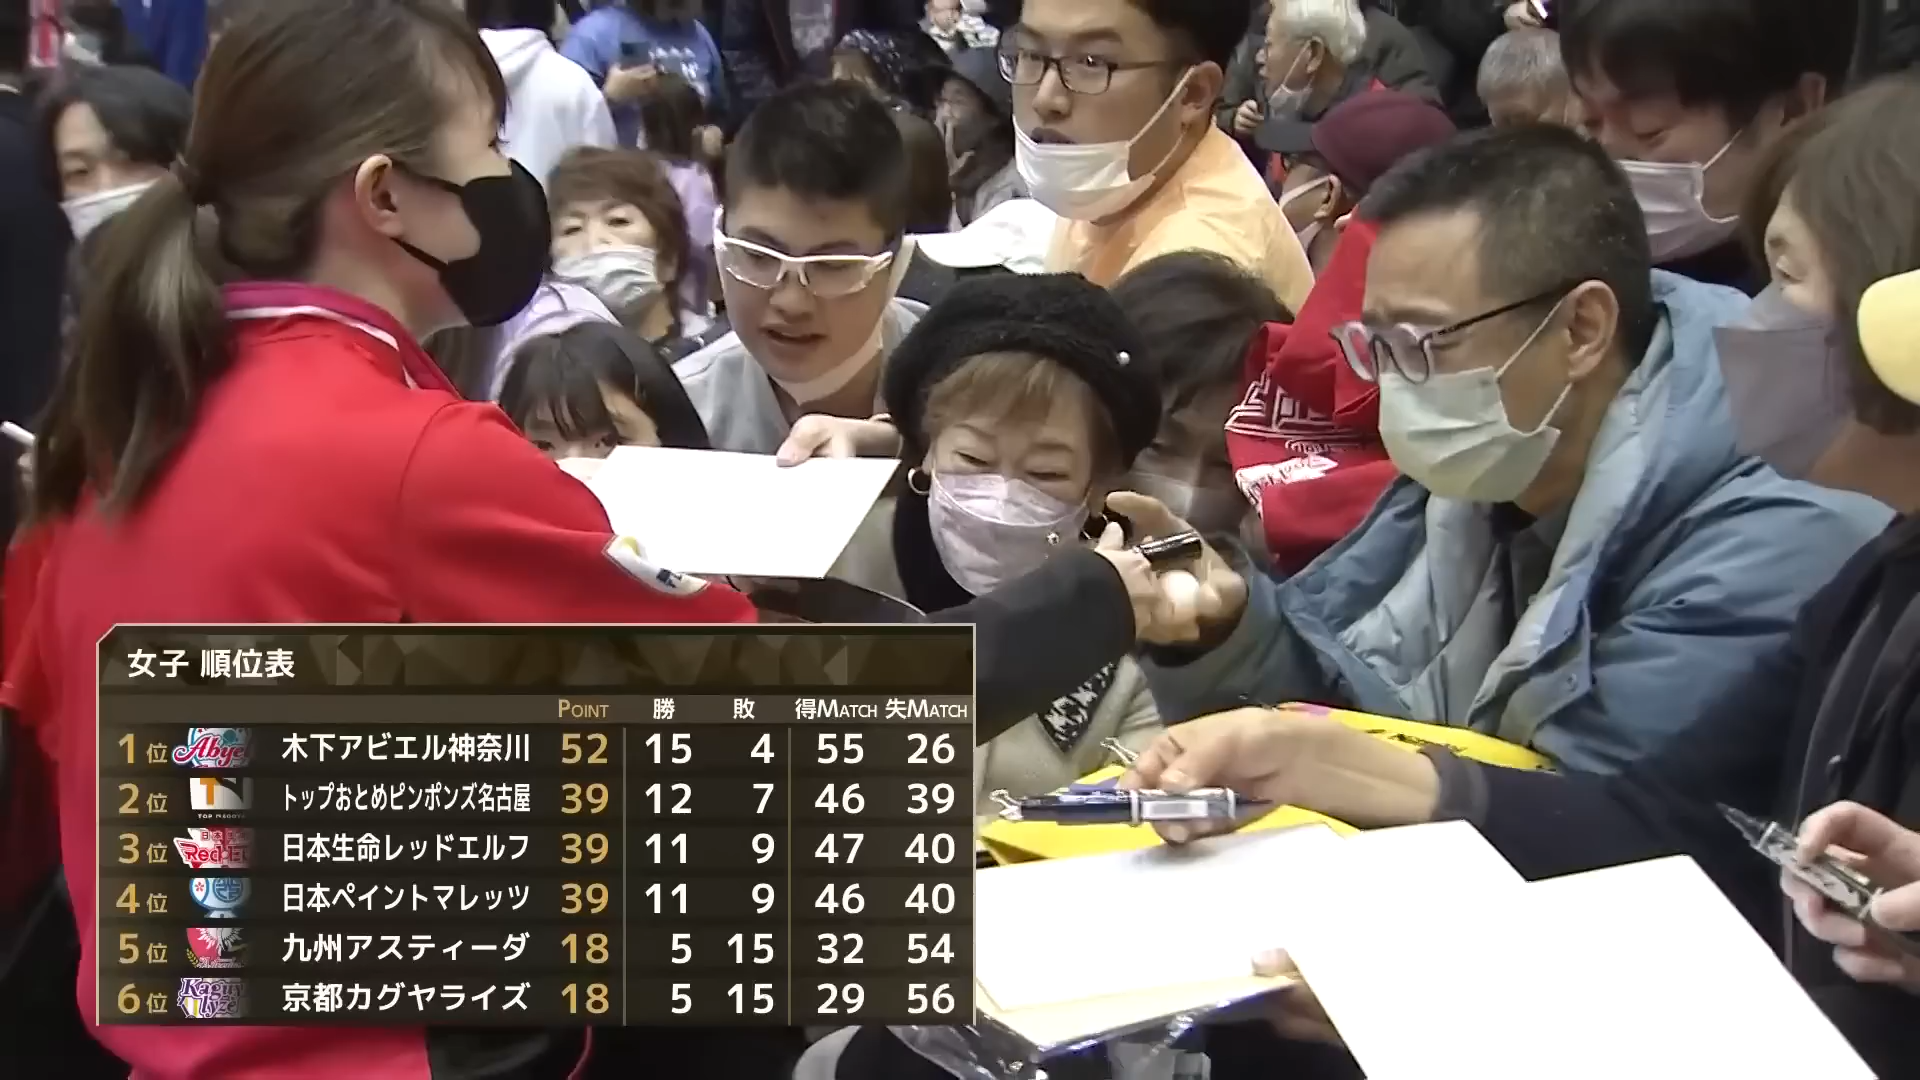 女子 順位表
POINT 勝 敗 得MATCH 失MATCH
1位 Abyel 木下アビエル神奈川 52 15 4 55 26
2位 TOP NAGOYA トップおとめピンポンズ名古屋 39 12 7 46 39
3位 日本生命レッドエルフ 39 11 9 47 40
4位 日本ペイントマレッツ 39 11 9 46 40
5位 九州アスティーダ 18 5 15 32 54
6位 京都カグヤライズ 18 5 15 29 56